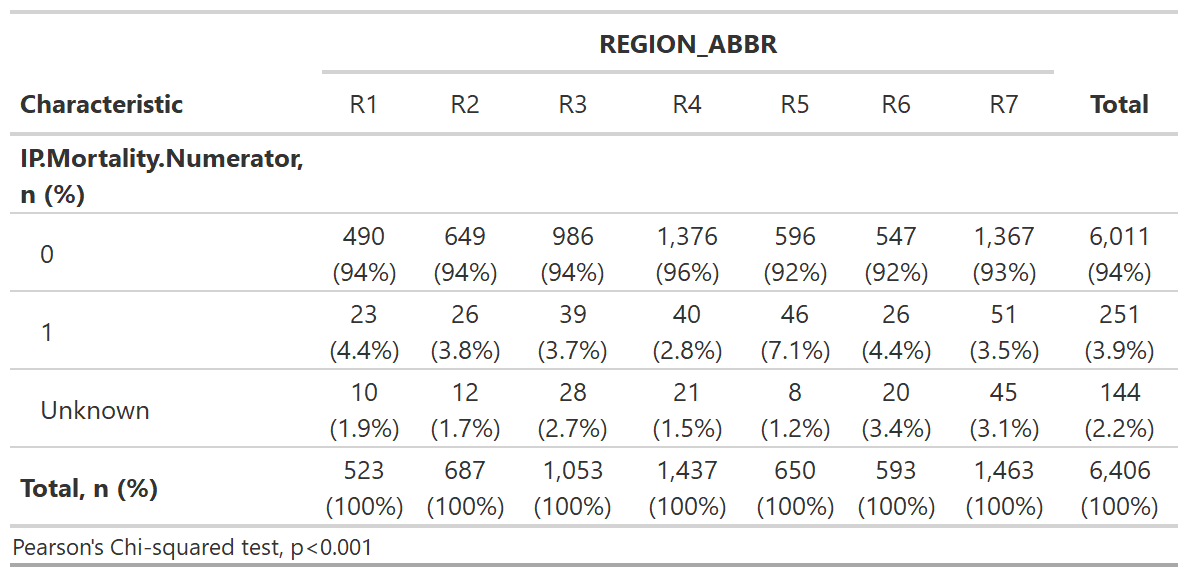 REGION_ABBR
Characteristic R1 R2 R3 R4 R5 R6 R7 Total
IP.Mortality.Numerator,
n (%)
0 490 649 986 1,376 596 547 1,367 6,011
(94%) (94%) (94%) (96%) (92%) (92%) (93%) (94%)
1 23 26 39 40 46 26 51 251
(4.4%) (3.8%) (3.7%) (2.8%) (7.1%) (4.4%) (3.5%) (3.9%)
Unknown 10 12 28 21 8 20 45 144
(1.9%) (1.7%) (2.7%) (1.5%) (1.2%) (3.4%) (3.1%) (2.2%)
Total, n (%) 523 687 1,053 1,437 650 593 1,463 6,406
(100%) (100%) (100%) (100%) (100%) (100%) (100%) (100%)
Pearson's Chi-squared test, p<0.001